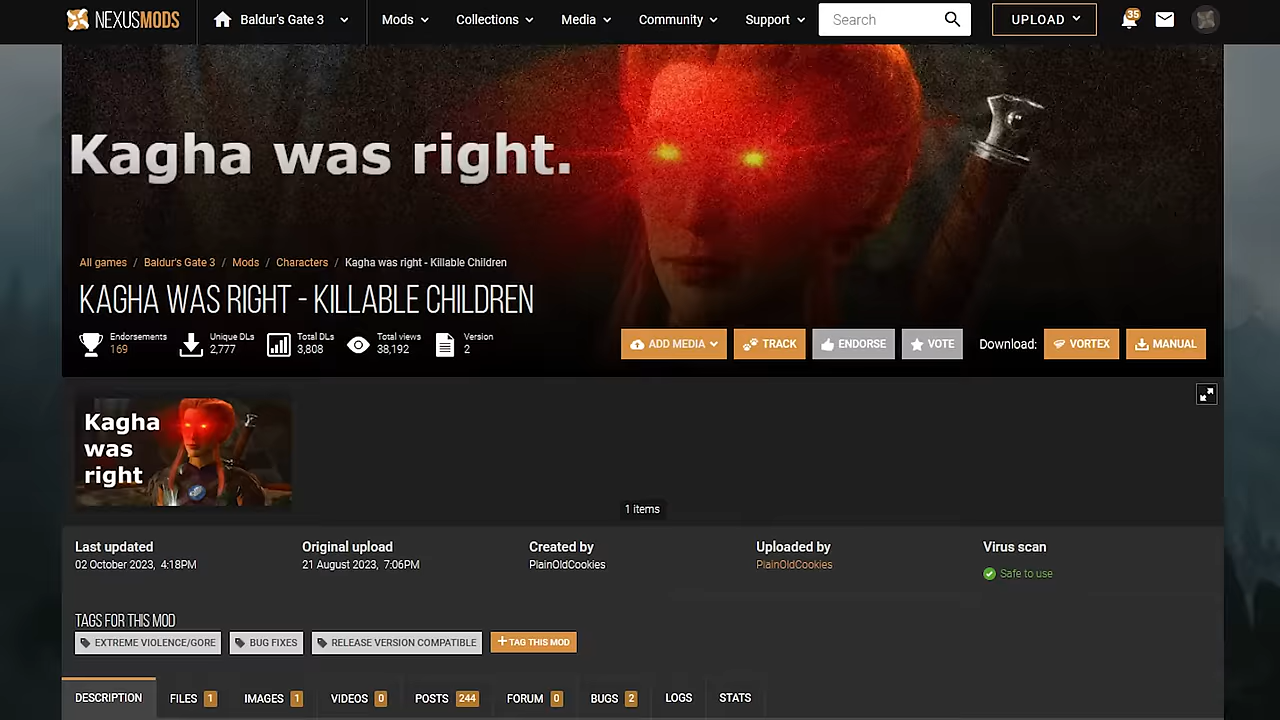 NEXUSMODS
Baldur's Gate 3
Mods
Collections
Media
Community
Support
Search
UPLOAD
35
Kagha was right.
All games / Baldur's Gate 3 / Mods / Characters / Kagha was right - Killable Children
KAGHA WAS RIGHT - KILLABLE CHILDREN
Endorsements
169
Unique DLs
2,777
Total DLs
3,808
Total views
38,192
Version
2
ADD MEDIA
TRACK
ENDORSE
VOTE
Download:
VORTEX
MANUAL
Kagha
was
right
1 items
Last updated
02 October 2023, 4:18PM
Original upload
21 August 2023, 7:06PM
Created by
PlainOldCookies
Uploaded by
PlainOldCookies
Virus scan
Safe to use
TAGS FOR THIS MOD
EXTREME VIOLENCE/GORE
BUG FIXES
RELEASE VERSION COMPATIBLE
+ TAG THIS MOD
DESCRIPTION
FILES 1
IMAGES 1
VIDEOS 0
POSTS 244
FORUM 0
BUGS 2
LOGS
STATS